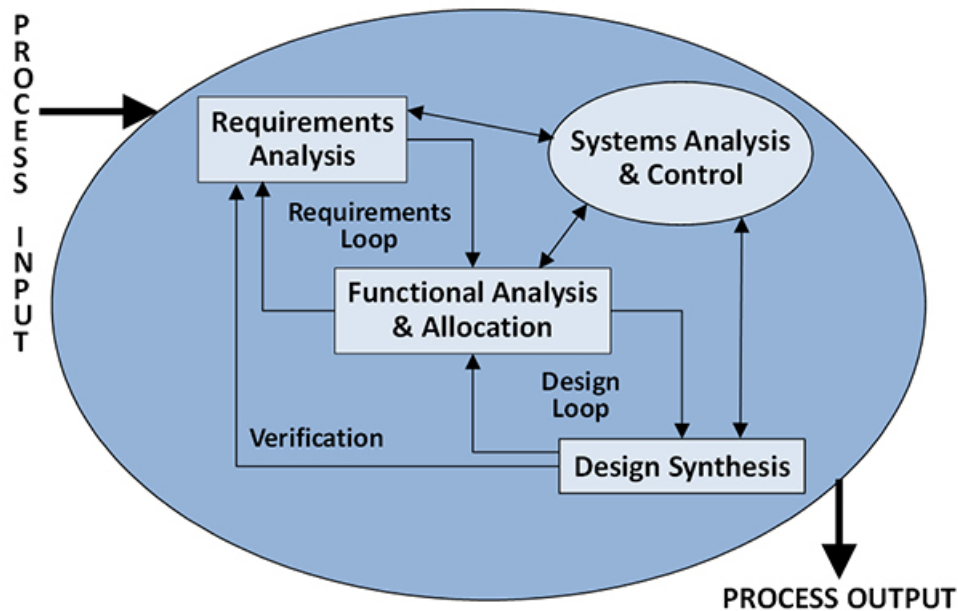 PROCESS INPUT
Requirements
Analysis
Systems Analysis
& Control
Requirements
Loop
Functional Analysis
& Allocation
Design
Loop
Verification
Design Synthesis
PROCESS OUTPUT